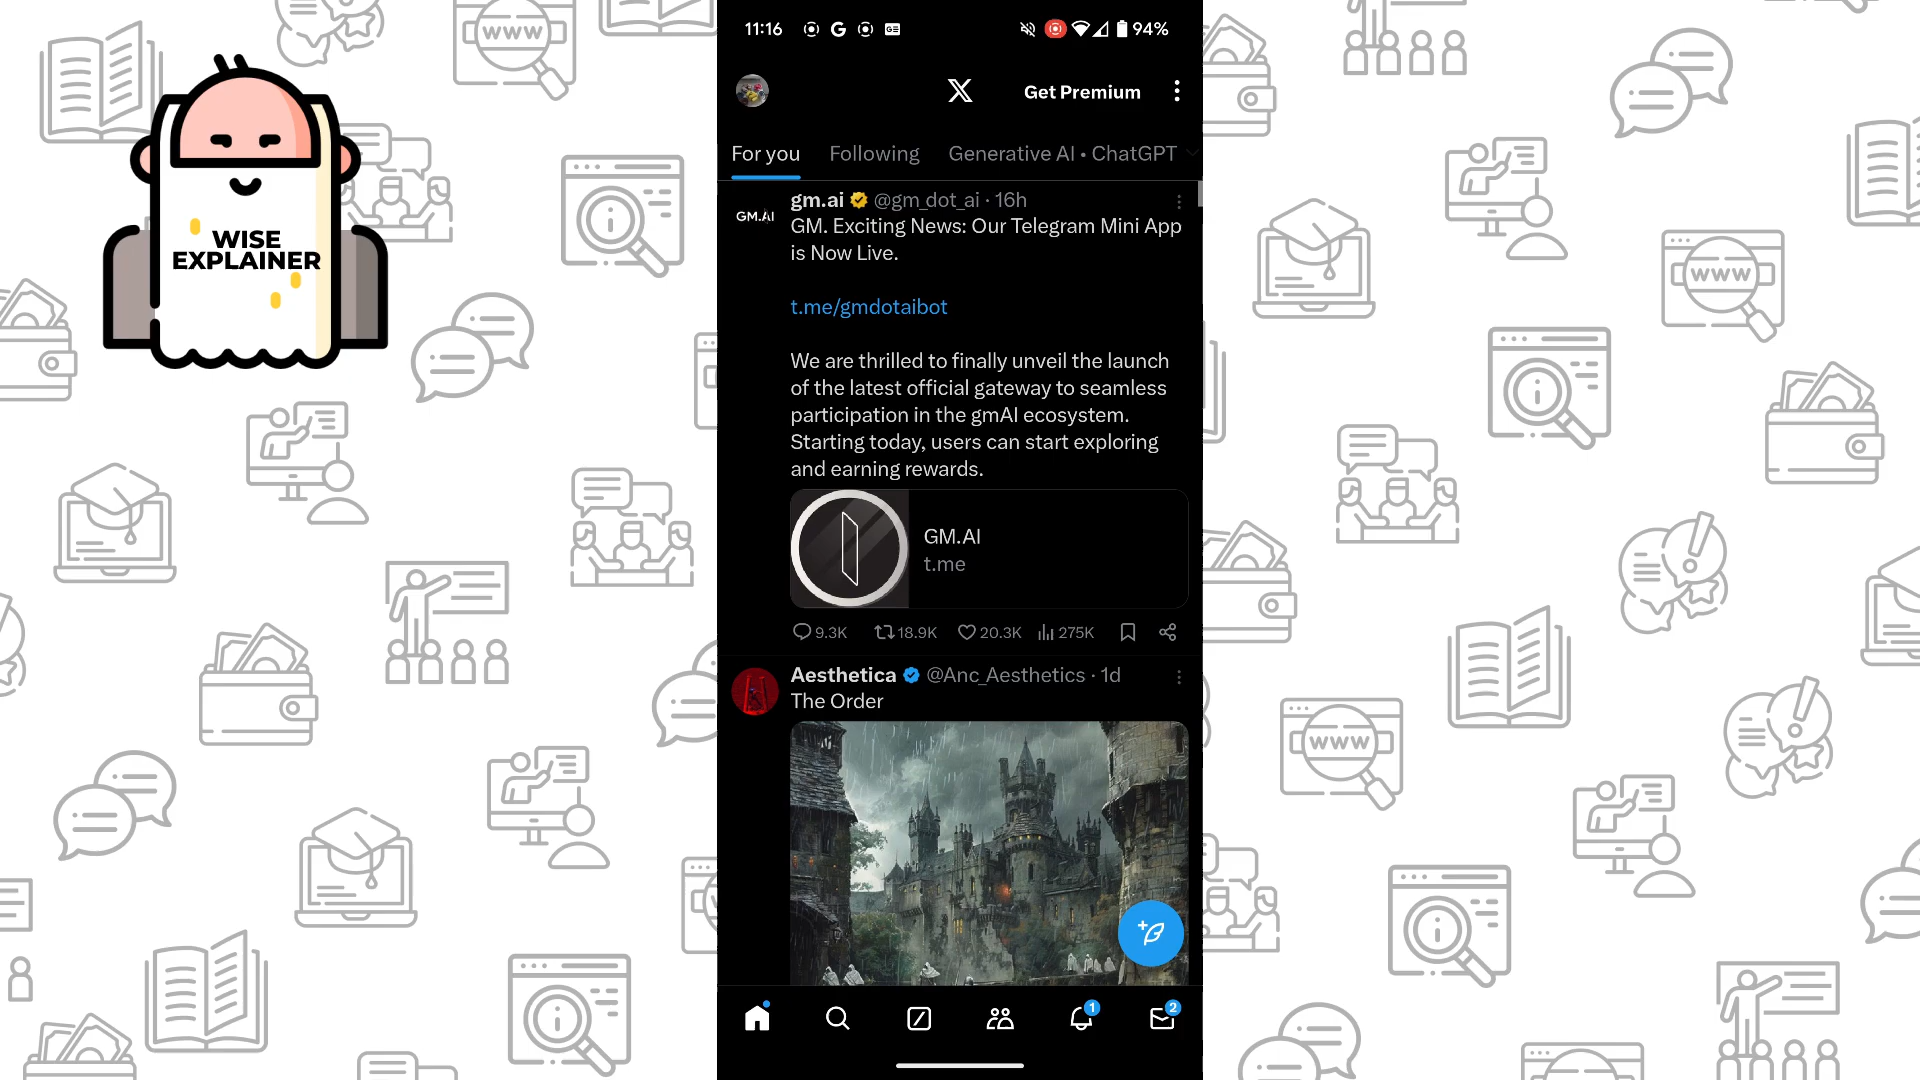 WISE
EXPLAINER
11:16
94%
Get Premium
For you
Following
Generative AI • ChatGPT
GM.AI
gm.ai @gm_dot_ai · 16h
GM. Exciting News: Our Telegram Mini App
is Now Live.
t.me/gmdotaibot
We are thrilled to finally unveil the launch
of the latest official gateway to seamless
participation in the gmAI ecosystem.
Starting today, users can start exploring
and earning rewards.
GM.AI
t.me
9.3K 18.9K 20.3K 275K
Aesthetica @Anc_Aesthetics · 1d
The Order
1
2
WWW
WWW
WWW